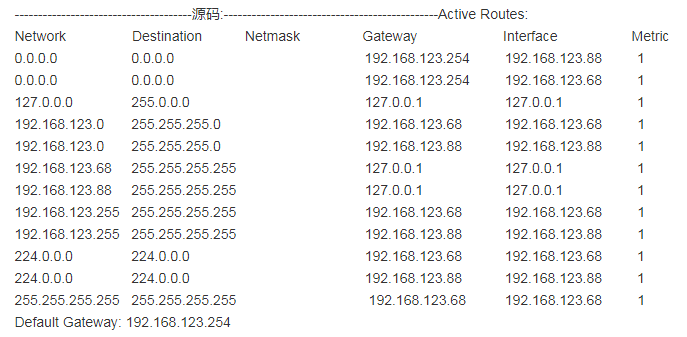 --------------------------------------源码:----------------------------------------------Active Routes:
Network Destination Netmask Gateway Interface Metric
0.0.0.0 0.0.0.0 192.168.123.254 192.168.123.88 1
0.0.0.0 0.0.0.0 192.168.123.254 192.168.123.68 1
127.0.0.0 255.0.0.0 127.0.0.1 127.0.0.1 1
192.168.123.0 255.255.255.0 192.168.123.68 192.168.123.68 1
192.168.123.0 255.255.255.0 192.168.123.88 192.168.123.88 1
192.168.123.68 255.255.255.255 127.0.0.1 127.0.0.1 1
192.168.123.88 255.255.255.255 127.0.0.1 127.0.0.1 1
192.168.123.255 255.255.255.255 192.168.123.68 192.168.123.68 1
192.168.123.255 255.255.255.255 192.168.123.88 192.168.123.88 1
224.0.0.0 224.0.0.0 192.168.123.68 192.168.123.68 1
224.0.0.0 224.0.0.0 192.168.123.88 192.168.123.88 1
255.255.255.255 255.255.255.255 192.168.123.68 192.168.123.68 1
Default Gateway: 192.168.123.254